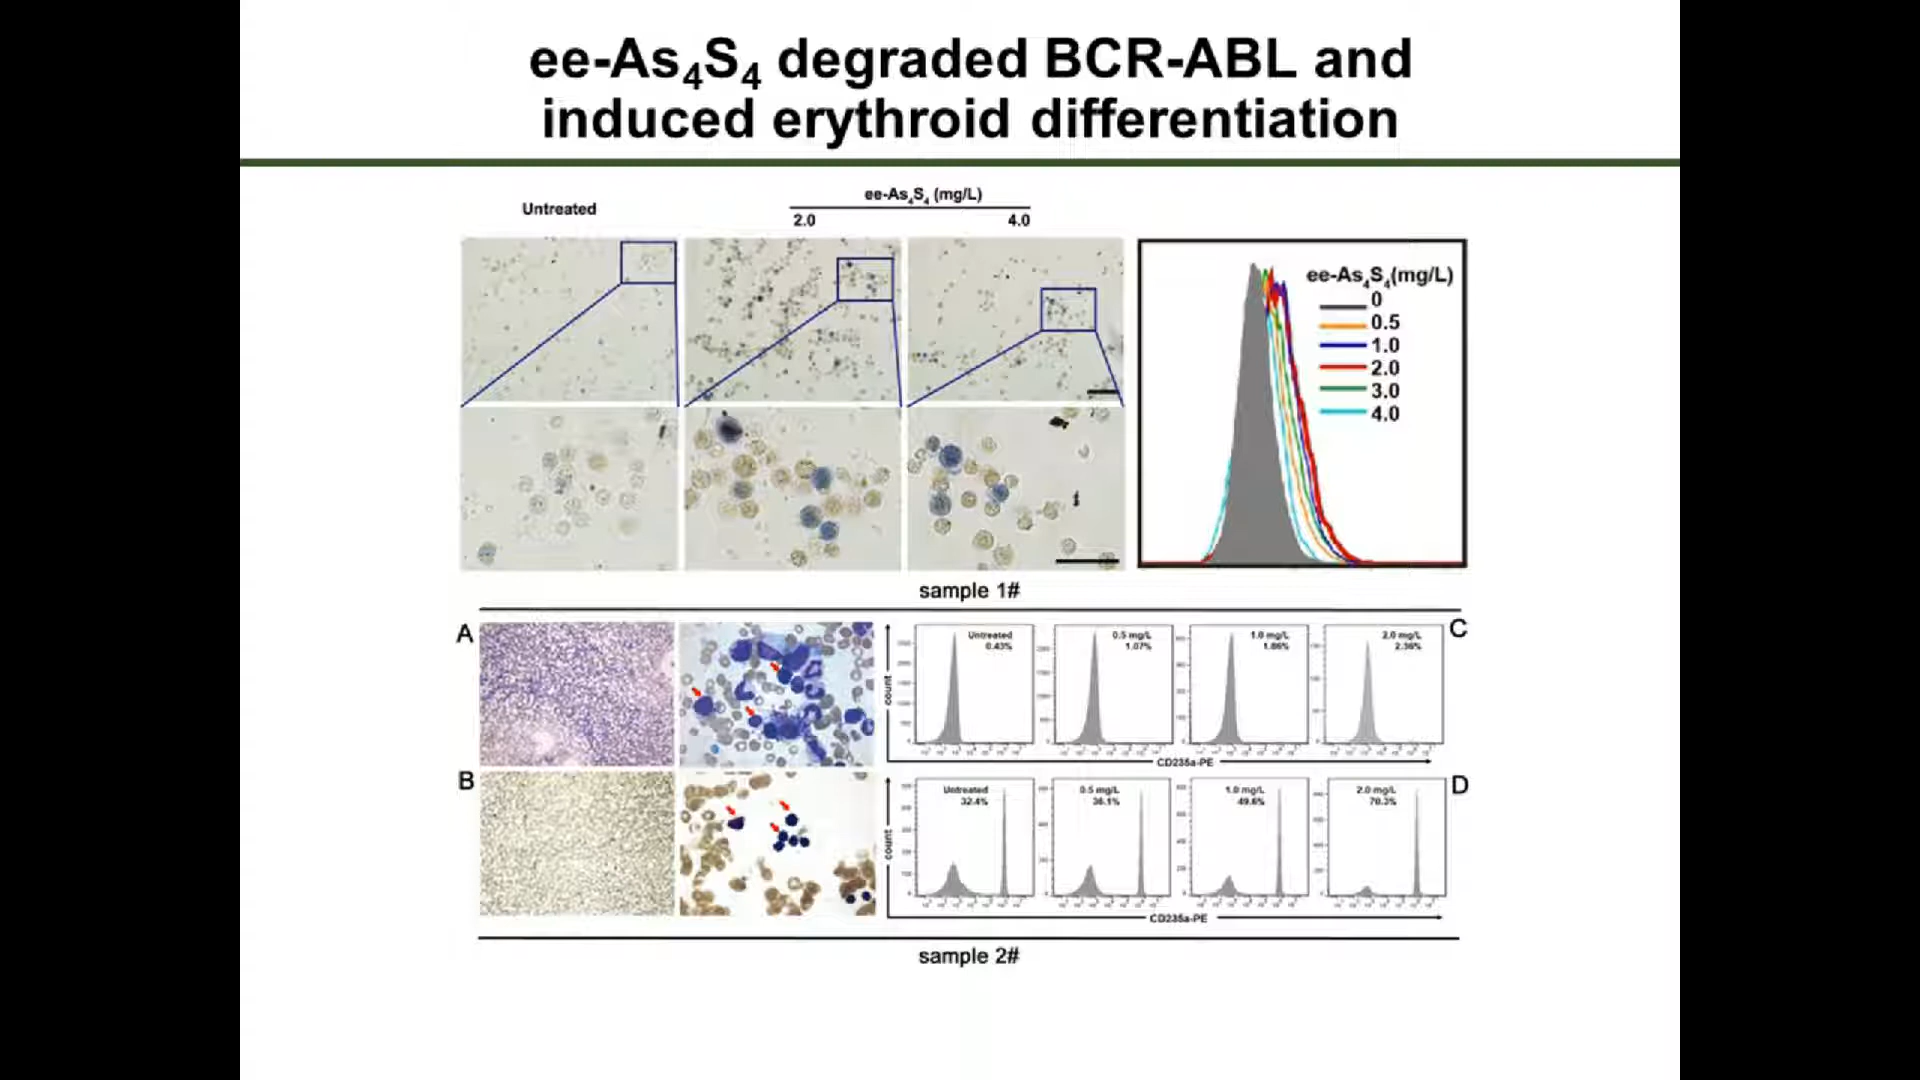 ee-As₄S₄ degraded BCR-ABL and
induced erythroid differentiation
Untreated
ee-As₄S₄ (mg/L)
2.0 4.0
ee-As₄S₄(mg/L)
0
0.5
1.0
2.0
3.0
4.0
sample 1#
A
C
Untreated
0.43%
0.5 mg/L
1.07%
1.0 mg/L
1.86%
2.0 mg/L
2.36%
count
CD235a-PE
B
D
Untreated
32.4%
0.5 mg/L
36.1%
1.0 mg/L
49.6%
2.0 mg/L
70.3%
count
CD235a-PE
sample 2#